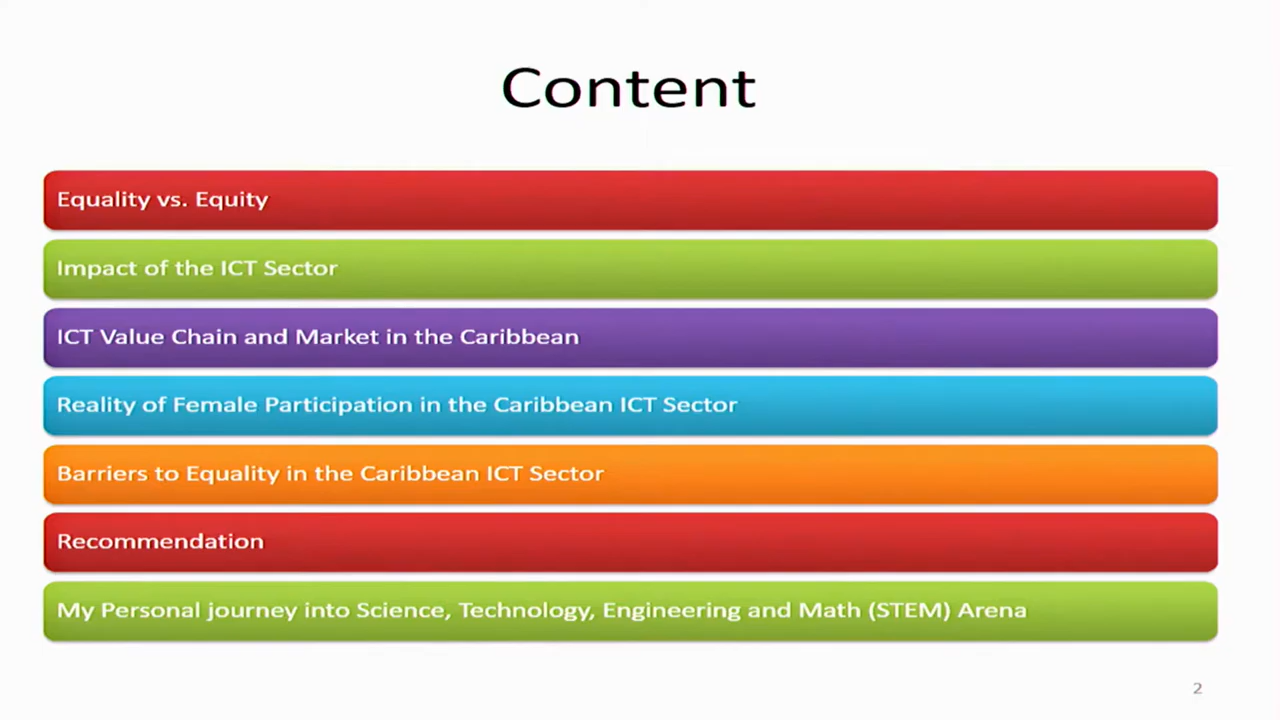 Content
Equality vs. Equity
Impact of the ICT Sector
ICT Value Chain and Market in the Caribbean
Reality of Female Participation in the Caribbean ICT Sector
Barriers to Equality in the Caribbean ICT Sector
Recommendation
My Personal journey into Science, Technology, Engineering and Math (STEM) Arena
2